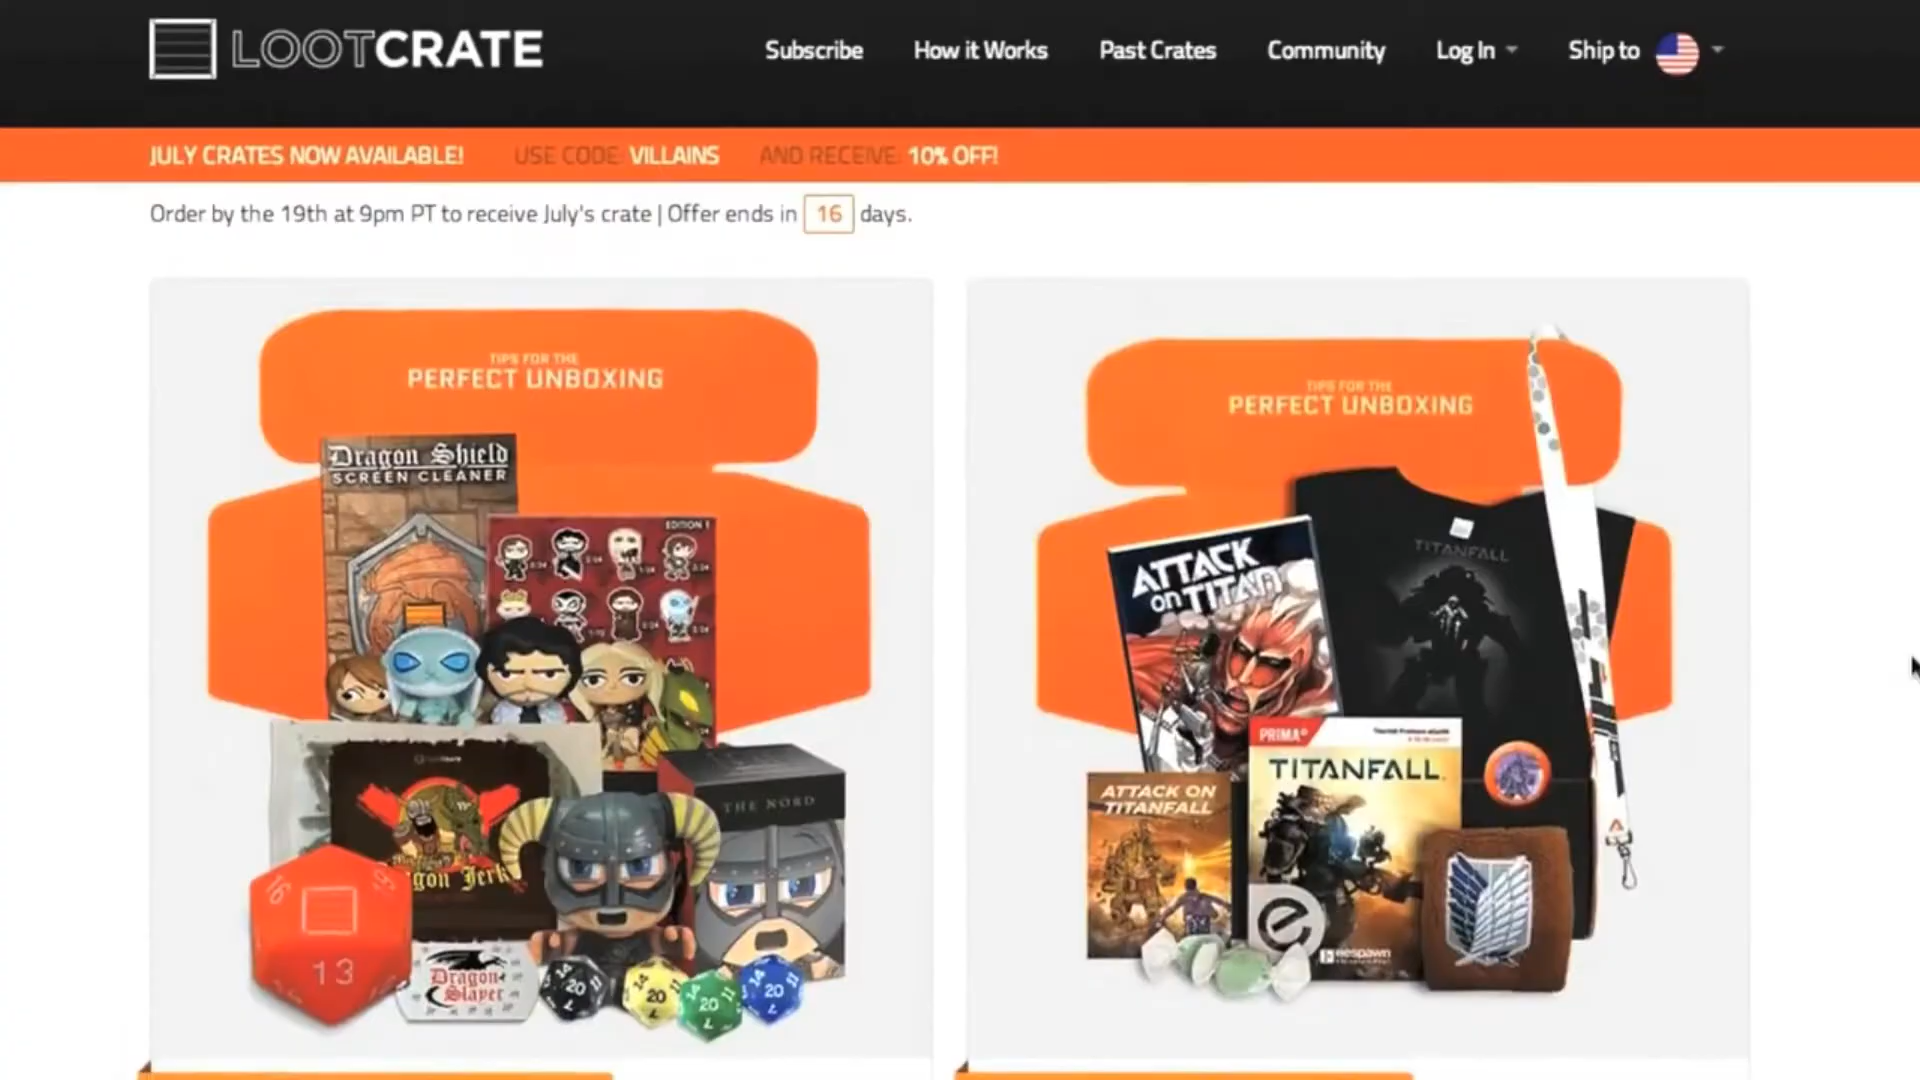 LOOTCRATE
Subscribe
How it Works
Past Crates
Community
Log In
Ship to
JULY CRATES NOW AVAILABLE! USE CODE: VILLAINS AND RECEIVE: 10% OFF!
Order by the 19th at 9pm PT to receive July's crate | Offer ends in 16 days.
TIPS FOR THE
PERFECT UNBOXING
Dragon Shield
SCREEN CLEANER
EDITION 1
THE NORD
13
Dragon
Slayer
20
20
20
20
TIPS FOR THE
PERFECT UNBOXING
ATTACK
on TITAN
TITANFALL
PRIMA
TITANFALL
ATTACK ON
TITANFALL
respawn